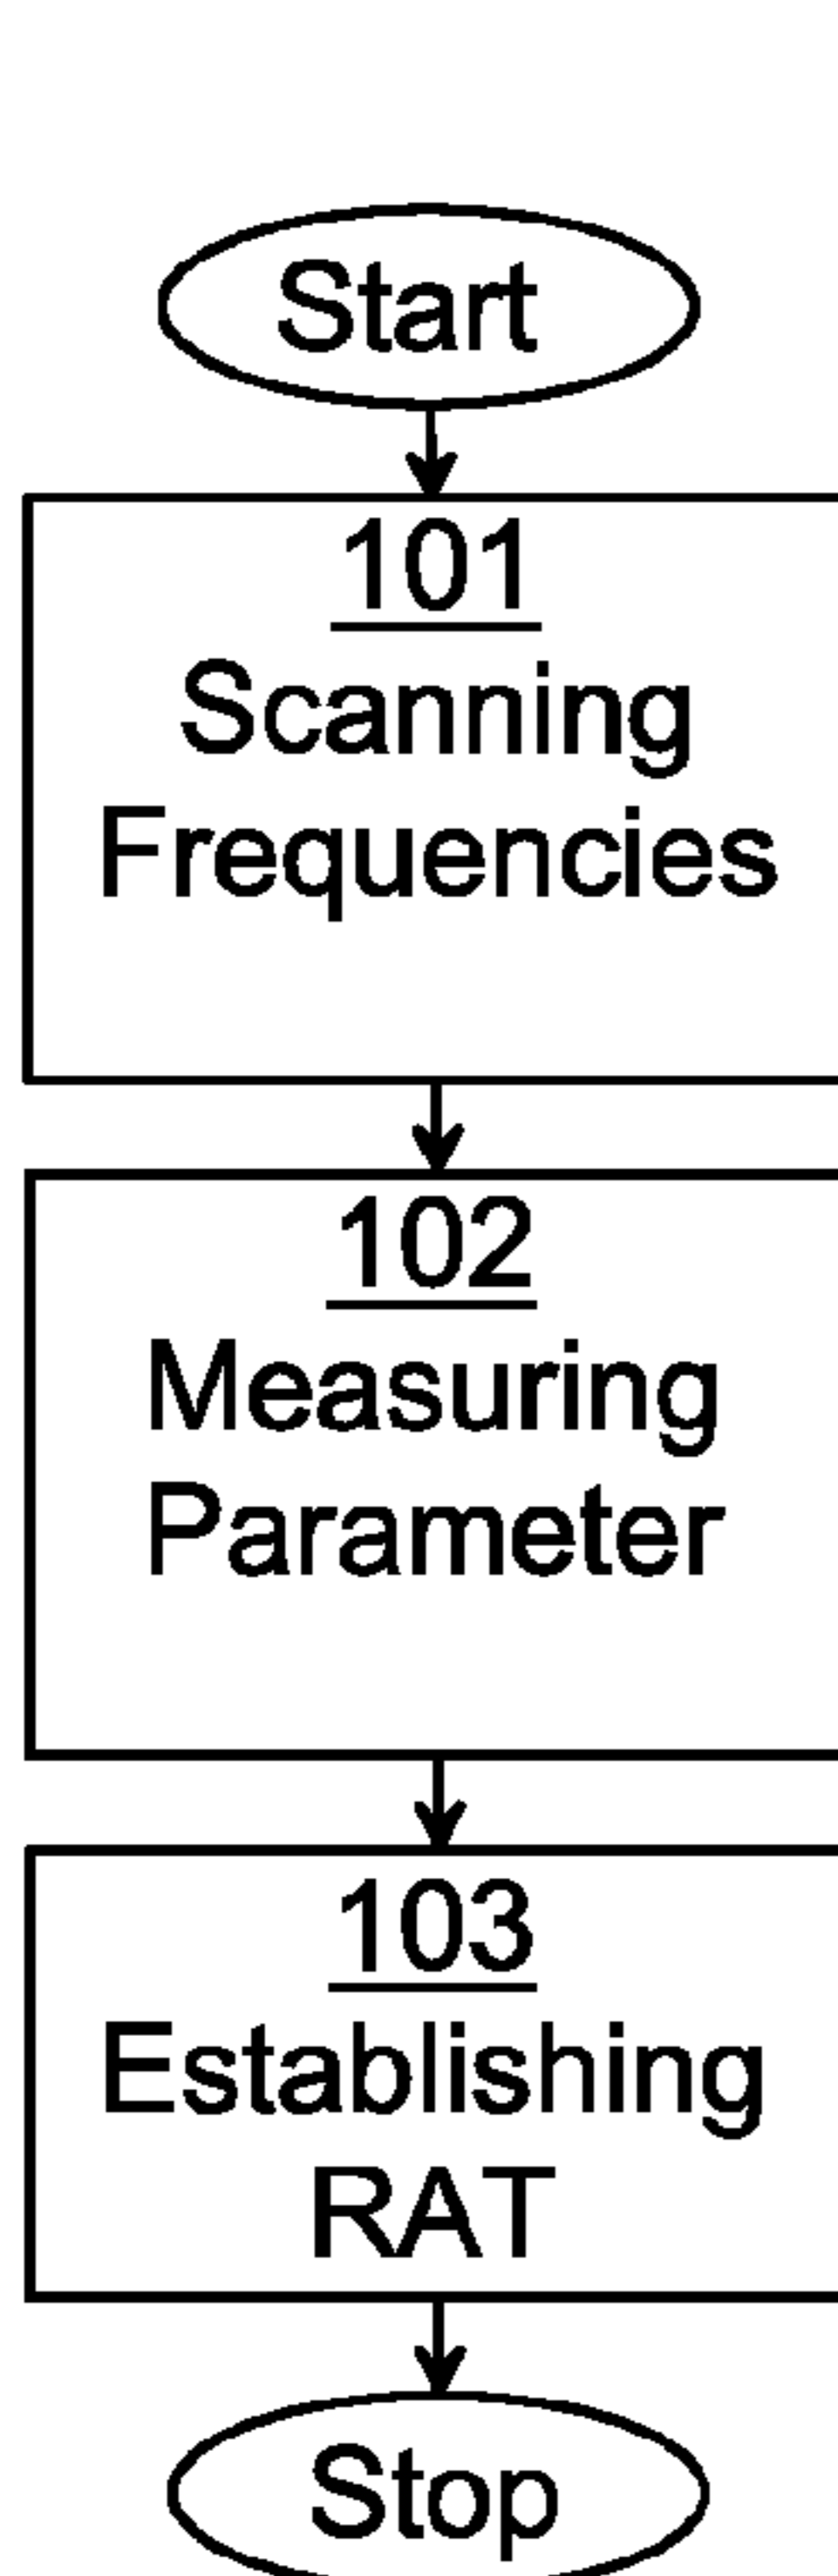 Start
101
Scanning
Frequencies
102
Measuring
Parameter
103
Establishing
RAT
Stop